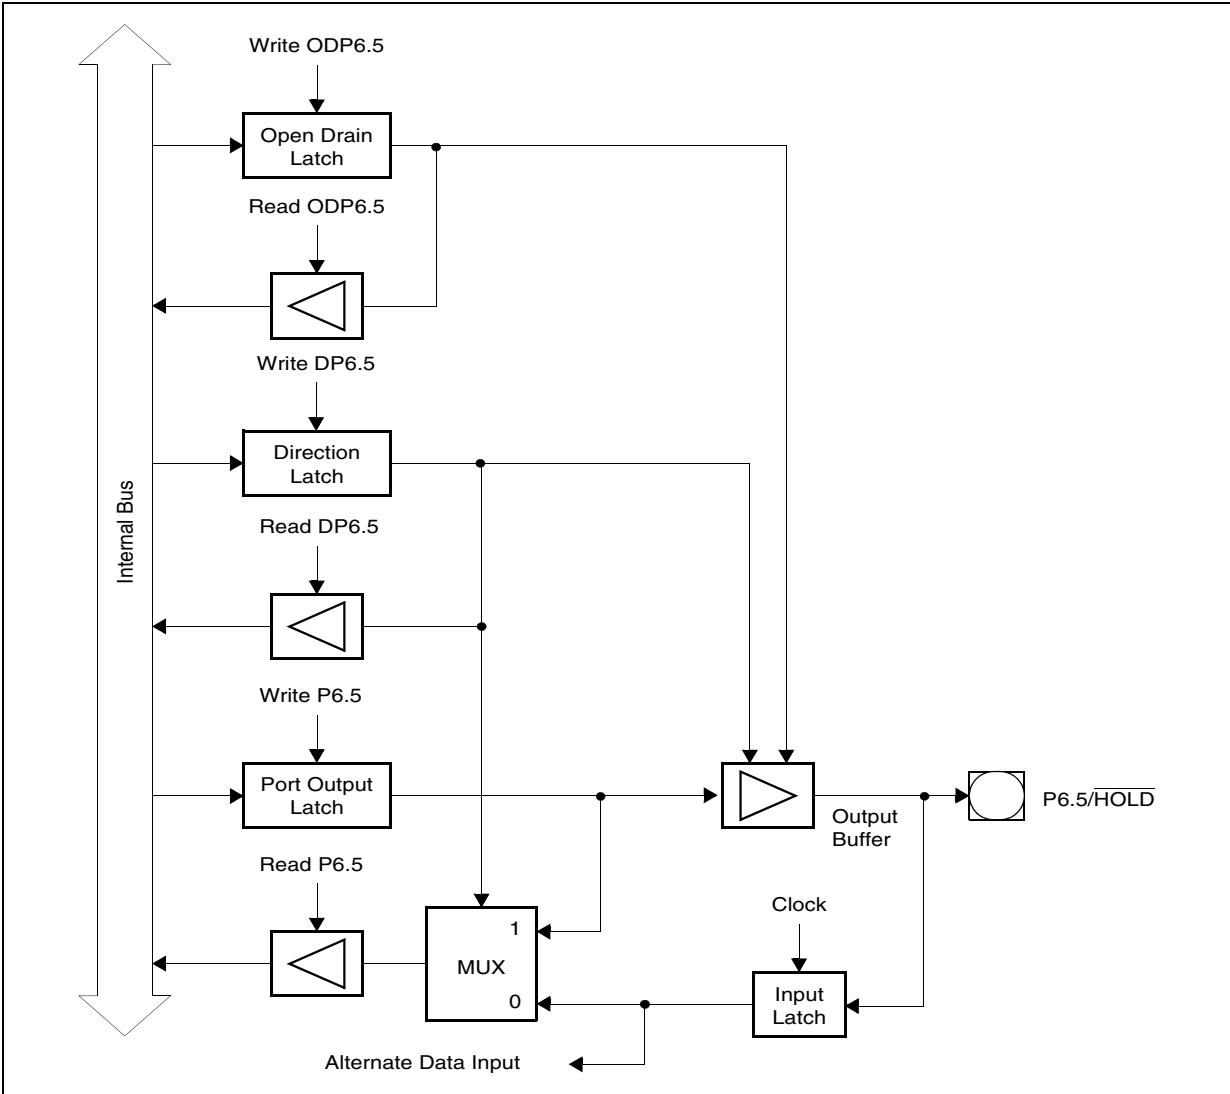 Write ODP6.5
Open Drain
Latch
Read ODP6.5
Write DP6.5
Direction
Latch
Internal Bus
Read DP6.5
Write P6.5
Port Output
Latch
Output
Buffer
P6.5/HOLD
Read P6.5
Clock
1
MUX
0
Input
Latch
Alternate Data Input